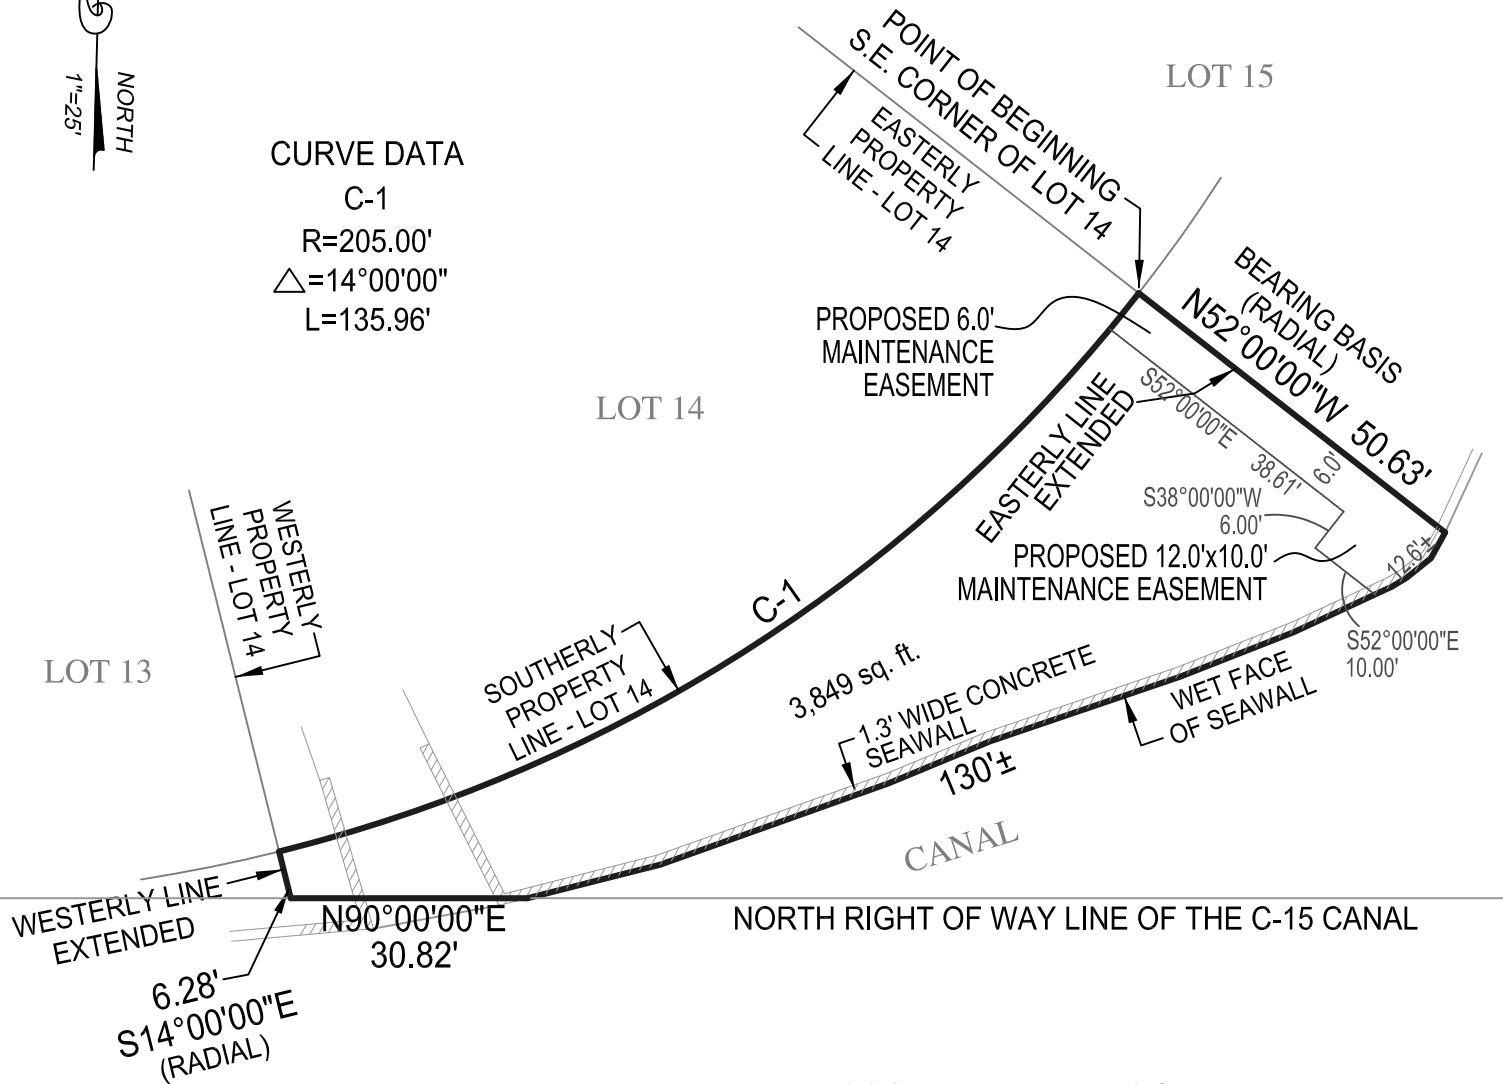 NORTH
1"=25'
CURVE DATA
C-1
R=205.00'
△=14°00'00"
L=135.96'
POINT OF BEGINNING
S.E. CORNER OF LOT 14
LOT 15
EASTERLY
PROPERTY
LINE - LOT 14
BEARING BASIS
(RADIAL)
N52°00'00"W 50.63'
PROPOSED 6.0'
MAINTENANCE
EASEMENT
LOT 14
EASTERLY LINE
EXTENDED
S52°00'00"E
38.61'
6.0'
S38°00'00"W
6.00'
PROPOSED 12.0'x10.0'
MAINTENANCE EASEMENT
12.6'±
S52°00'00"E
10.00'
WESTERLY
PROPERTY
LINE - LOT 14
LOT 13
C-1
SOUTHERLY
PROPERTY
LINE - LOT 14
3,849 sq. ft.
1.3' WIDE CONCRETE
SEAWALL
WET FACE
OF SEAWALL
130'±
CANAL
WESTERLY LINE
EXTENDED
N90°00'00"E
30.82'
NORTH RIGHT OF WAY LINE OF THE C-15 CANAL
6.28'
S14°00'00"E
(RADIAL)